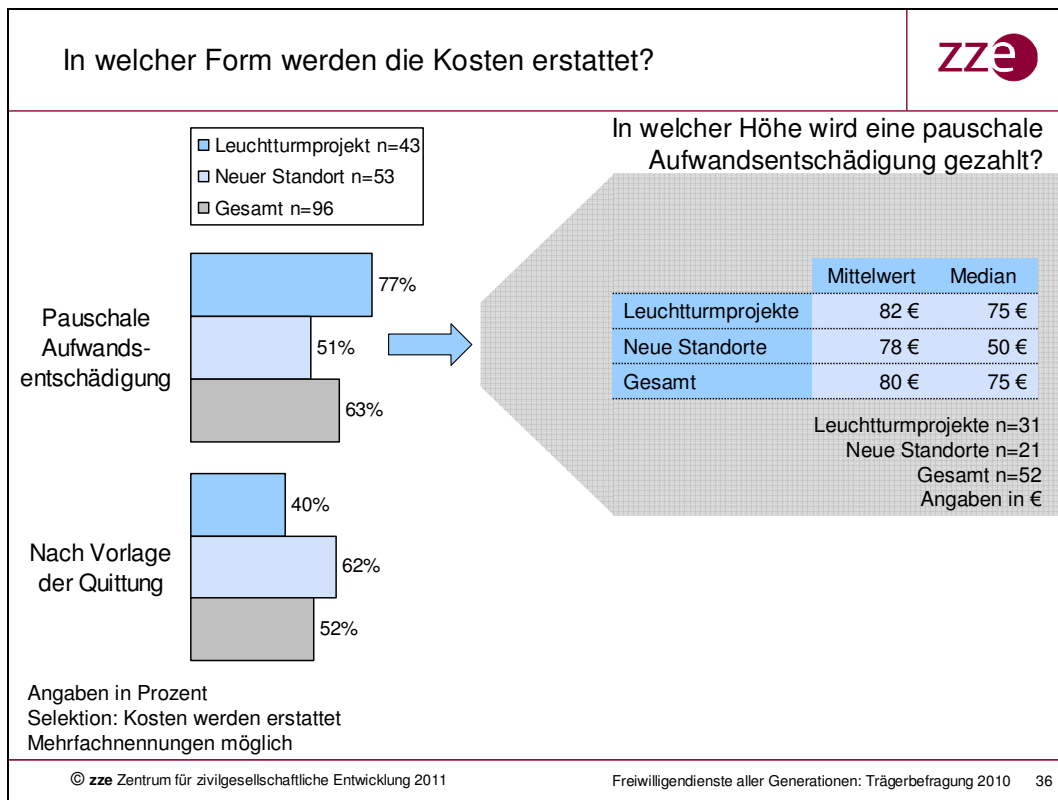 In welcher Form werden die Kosten erstattet?
zze
Leuchtturmprojekt n=43
Neuer Standort n=53
Gesamt n=96
Pauschale
Aufwands-
entschädigung
77%
51%
63%
Nach Vorlage
der Quittung
40%
62%
52%
In welcher Höhe wird eine pauschale
Aufwandsentschädigung gezahlt?
Mittelwert Median
Leuchtturmprojekte 82 € 75 €
Neue Standorte 78 € 50 €
Gesamt 80 € 75 €
Leuchtturmprojekte n=31
Neue Standorte n=21
Gesamt n=52
Angaben in €
Angaben in Prozent
Selektion: Kosten werden erstattet
Mehrfachnennungen möglich
© zze Zentrum für zivilgesellschaftliche Entwicklung 2011
Freiwilligendienste aller Generationen: Trägerbefragung 2010 36